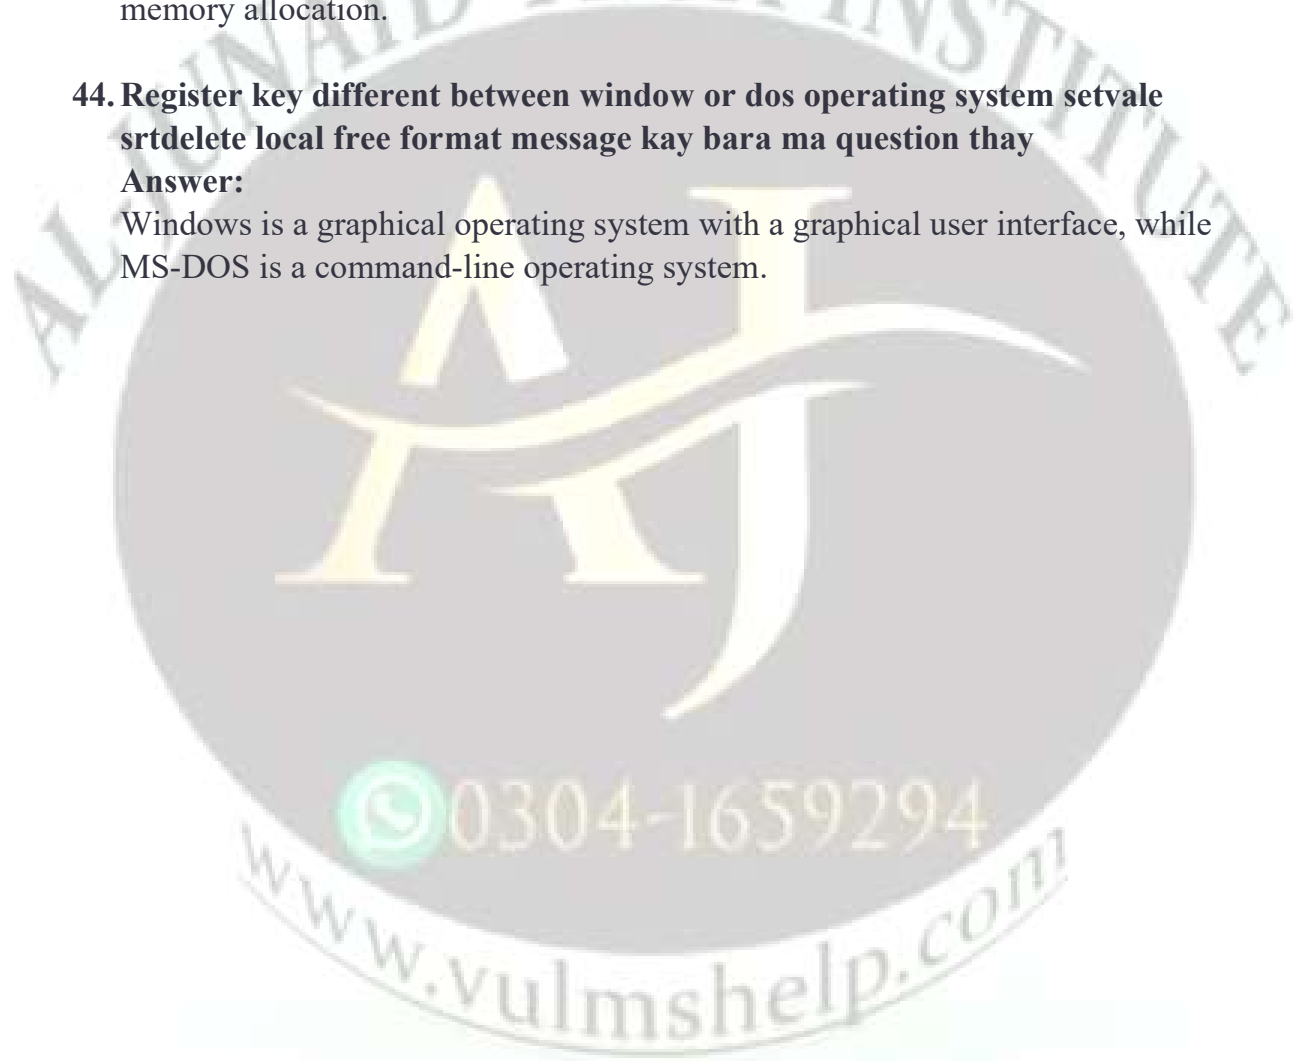 memory allocation.
44. Register key different between window or dos operating system setvale
srtdelete local free format message kay bara ma question thay
Answer:
Windows is a graphical operating system with a graphical user interface, while
MS-DOS is a command-line operating system.
AJ
0304-1659294
www.vulmshelp.com